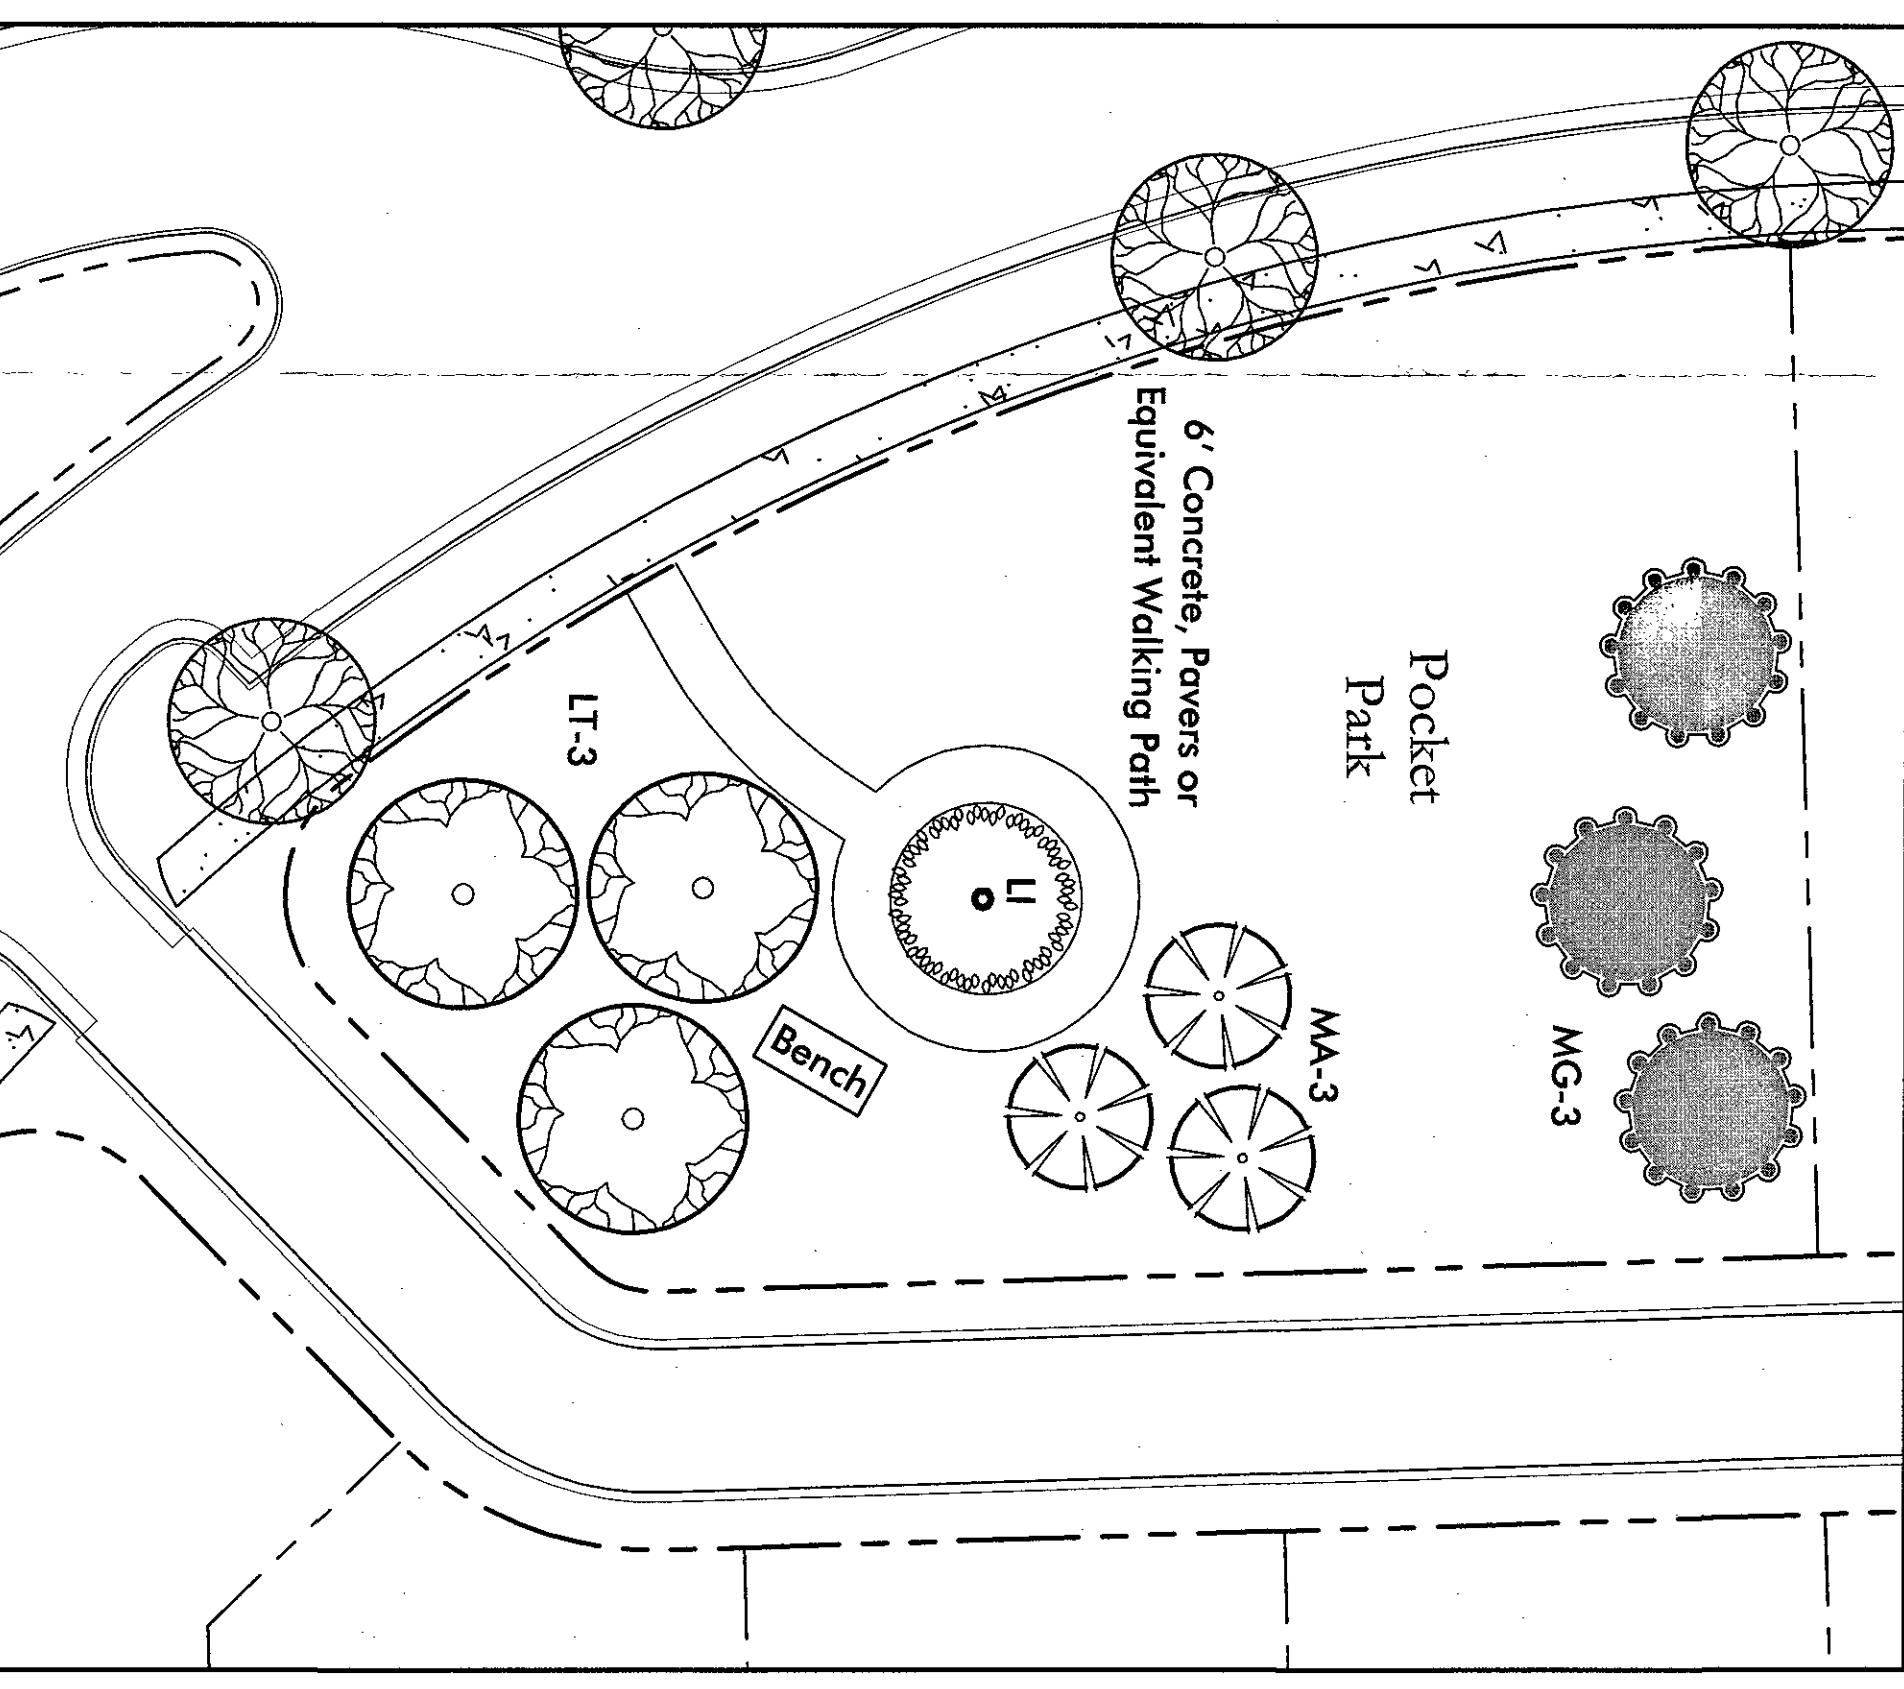 6' Concrete, Pavers or
Equivalent Walking Path
Pocket
Park
LT-3
LI
Bench
MA-3
MG-3